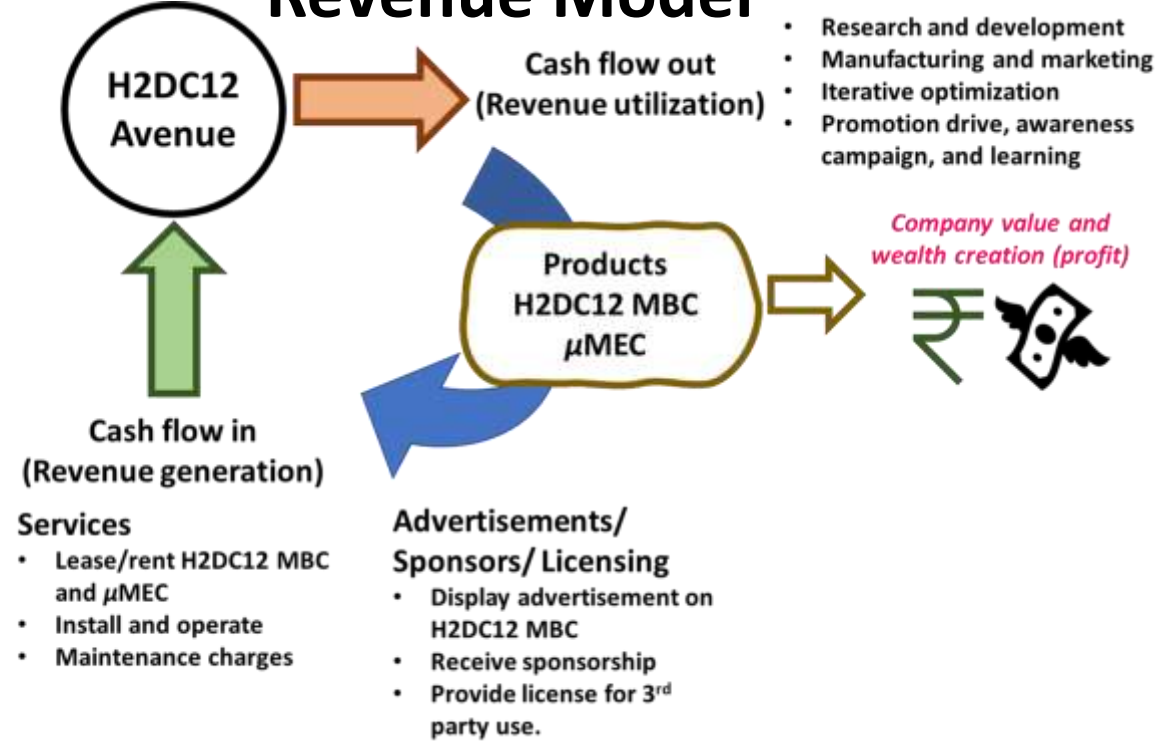 Revenue Model
H2DC12
Avenue
Cash flow out
(Revenue utilization)
• Research and development
• Manufacturing and marketing
• Iterative optimization
• Promotion drive, awareness
campaign, and learning
Products
H2DC12 MBC
μMEC
Company value and
wealth creation (profit)
₹
Cash flow in
(Revenue generation)
Services
• Lease/rent H2DC12 MBC
and μMEC
• Install and operate
• Maintenance charges
Advertisements/
Sponsors/ Licensing
• Display advertisement on
H2DC12 MBC
• Receive sponsorship
• Provide license for 3rd
party use.